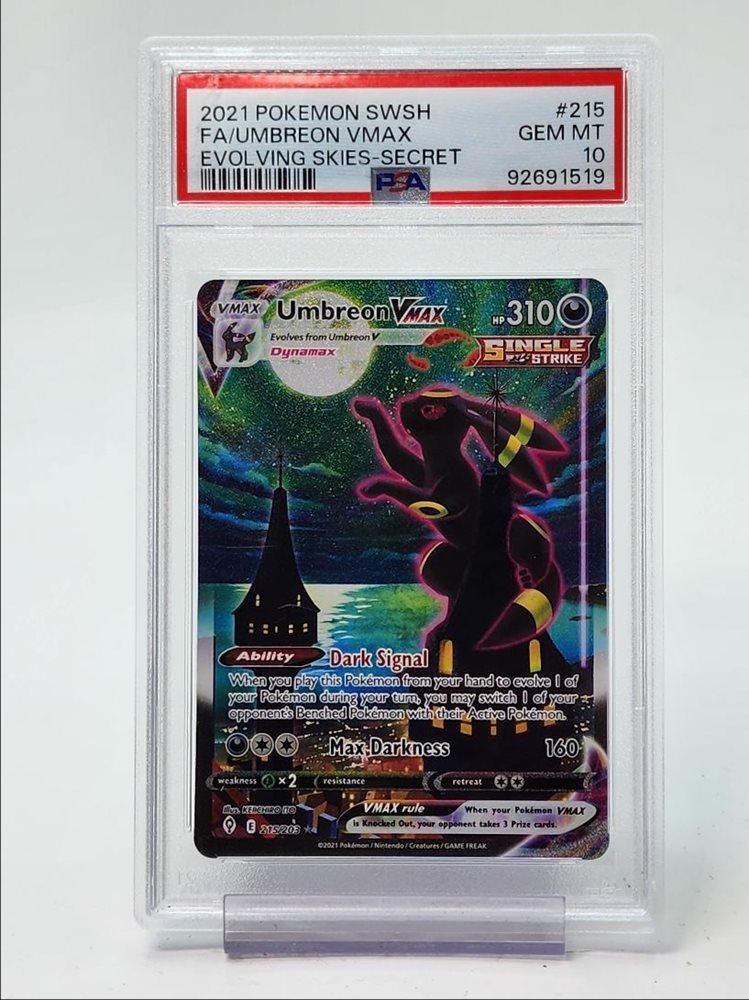 2021 POKEMON SWSH #215
FA/UMBREON VMAX GEM MT
EVOLVING SKIES-SECRET 10
PSA 92691519
VMAX Umbreon VMAX HP 310
Evolves from Umbreon V
Dynamax
SINGLE
STRIKE
Ability Dark Signal
When you play this Pokémon from your hand to evolve 1 of
your Pokémon during your turn, you may switch 1 of your
opponent's Benched Pokémon with their Active Pokémon.
Max Darkness 160
weakness ×2 resistance retreat
Illus. KEIICHIRO ITO
VMAX rule When your Pokémon VMAX
is Knocked Out, your opponent takes 3 Prize cards.
E 215/203 ★
©2021 Pokémon / Nintendo / Creatures / GAME FREAK